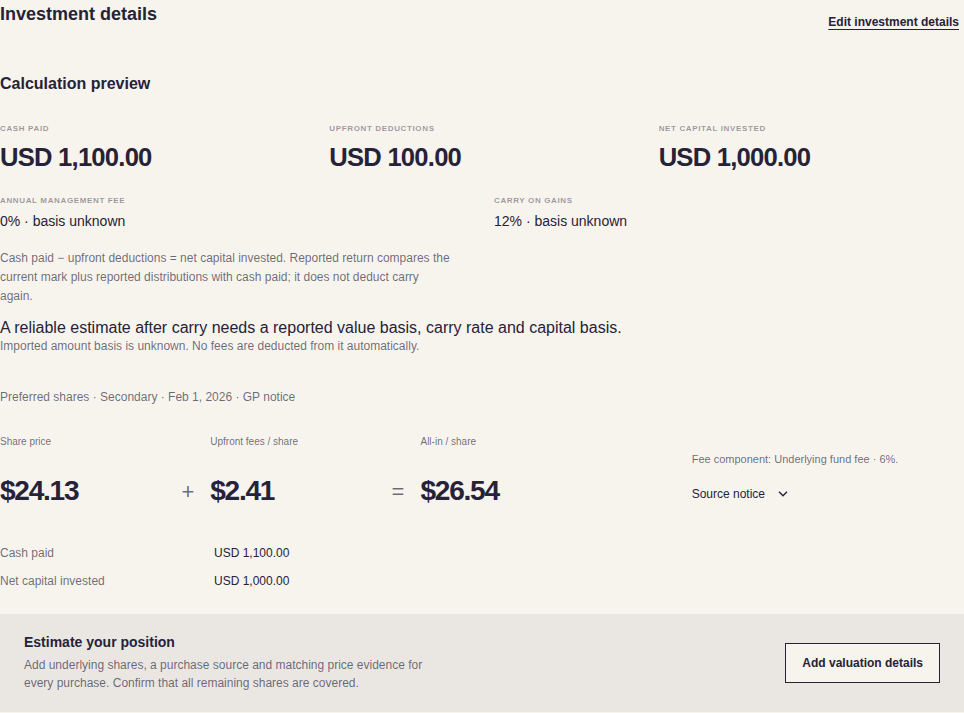 Investment details
Edit investment details
Calculation preview
CASH PAID
UPFRONT DEDUCTIONS
NET CAPITAL INVESTED
USD 1,100.00
USD 100.00
USD 1,000.00
ANNUAL MANAGEMENT FEE
CARRY ON GAINS
0% · basis unknown
12% · basis unknown
Cash paid − upfront deductions = net capital invested. Reported return compares the
current mark plus reported distributions with cash paid; it does not deduct carry
again.
A reliable estimate after carry needs a reported value basis, carry rate and capital basis.
Imported amount basis is unknown. No fees are deducted from it automatically.
Preferred shares · Secondary · Feb 1, 2026 · GP notice
Share price
Upfront fees / share
All-in / share
$24.13
+
$2.41
=
$26.54
Fee component: Underlying fund fee · 6%.
Source notice
Cash paid
USD 1,100.00
Net capital invested
USD 1,000.00
Estimate your position
Add underlying shares, a purchase source and matching price evidence for
every purchase. Confirm that all remaining shares are covered.
Add valuation details